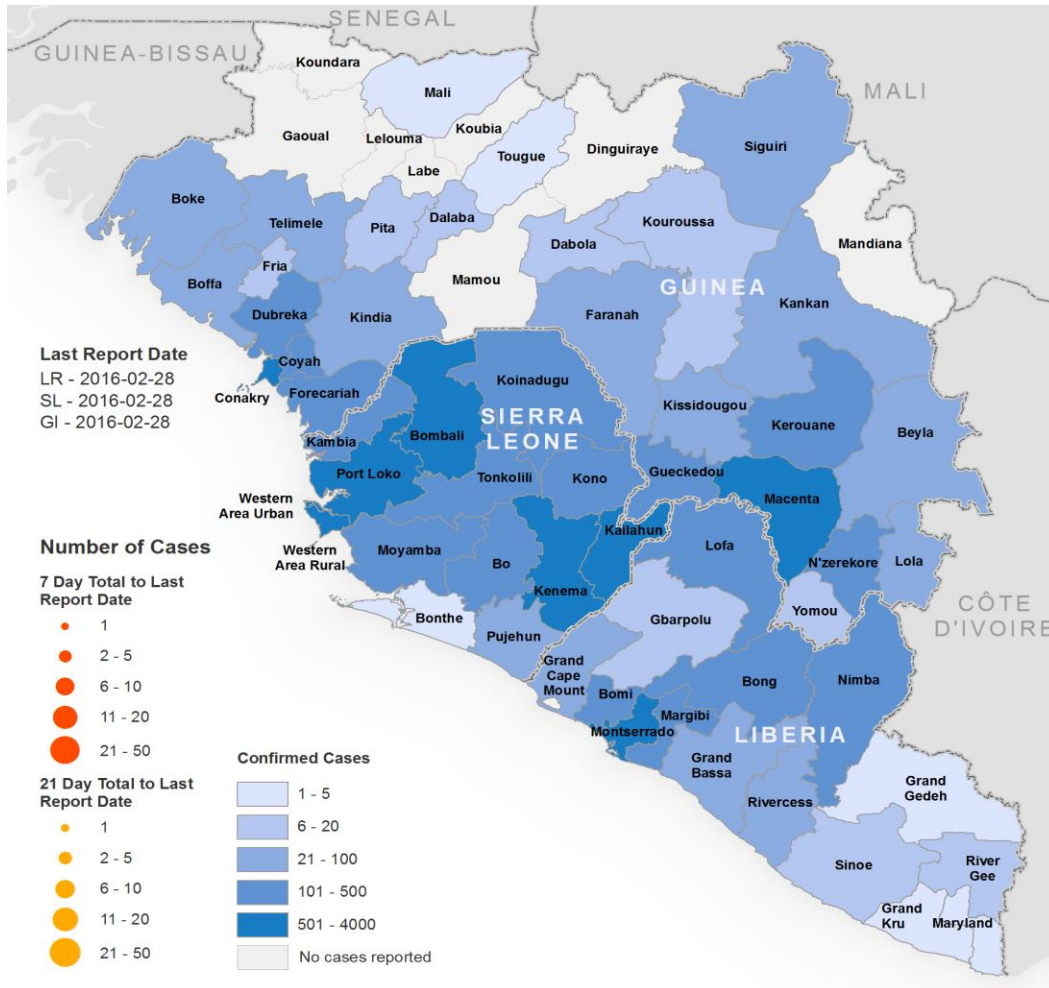 SENEGAL
GUINEA-BISSAU
Koundara
Mali
MALI
Gaoual
Lelouma
Koubia
Labe
Tougue
Dinguiraye
Siguiri
Boke
Telimele
Pita
Dalaba
Kouroussa
Dabola
Mandiana
Fria
Boffa
Mamou
GUINEA
Kankan
Dubreka
Kindia
Faranah
Last Report Date
LR - 2016-02-28
SL - 2016-02-28
GI - 2016-02-28
Coyah
Conakry
Forecariah
Koinadugu
Kissidougou
Kerouane
Beyla
SIERRA
LEONE
Kambia
Bombali
Port Loko
Tonkolili
Kono
Gueckedou
Macenta
Western
Area Urban
Western
Area Rural
Moyamba
Bo
Kailahun
Kenema
Lofa
N'zerekore
Lola
Yomou
CÔTE
D'IVOIRE
Bonthe
Pujehun
Gbarpolu
Grand
Cape
Mount
Bomi
Bong
Nimba
Margibi
Montserrado
LIBERIA
Grand
Bassa
Rivercess
Grand
Gedeh
Sinoe
River
Gee
Grand
Kru
Maryland
Number of Cases
7 Day Total to Last
Report Date
1
2 - 5
6 - 10
11 - 20
21 - 50
21 Day Total to Last
Report Date
1
2 - 5
6 - 10
11 - 20
21 - 50
Confirmed Cases
1 - 5
6 - 20
21 - 100
101 - 500
501 - 4000
No cases reported